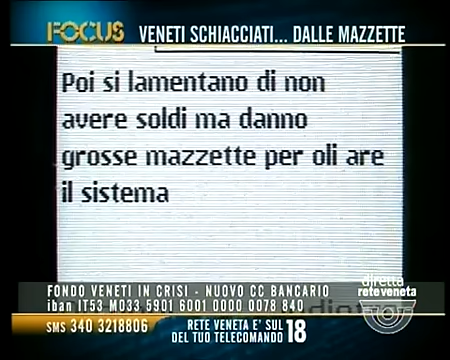 FOCUS VENETI SCHIACCIATI... DALLE MAZZETTE
Poi si lamentano di non
avere soldi ma danno
grosse mazzette per oli are
il sistema
diretta
reteveneta
FONDO VENETI IN CRISI - NUOVO CC BANCARIO
iban IT53 M033 5901 6001 0000 0078 840
SMS 340 3218806
RETE VENETA E' SUL
DEL TUO TELECOMANDO 18